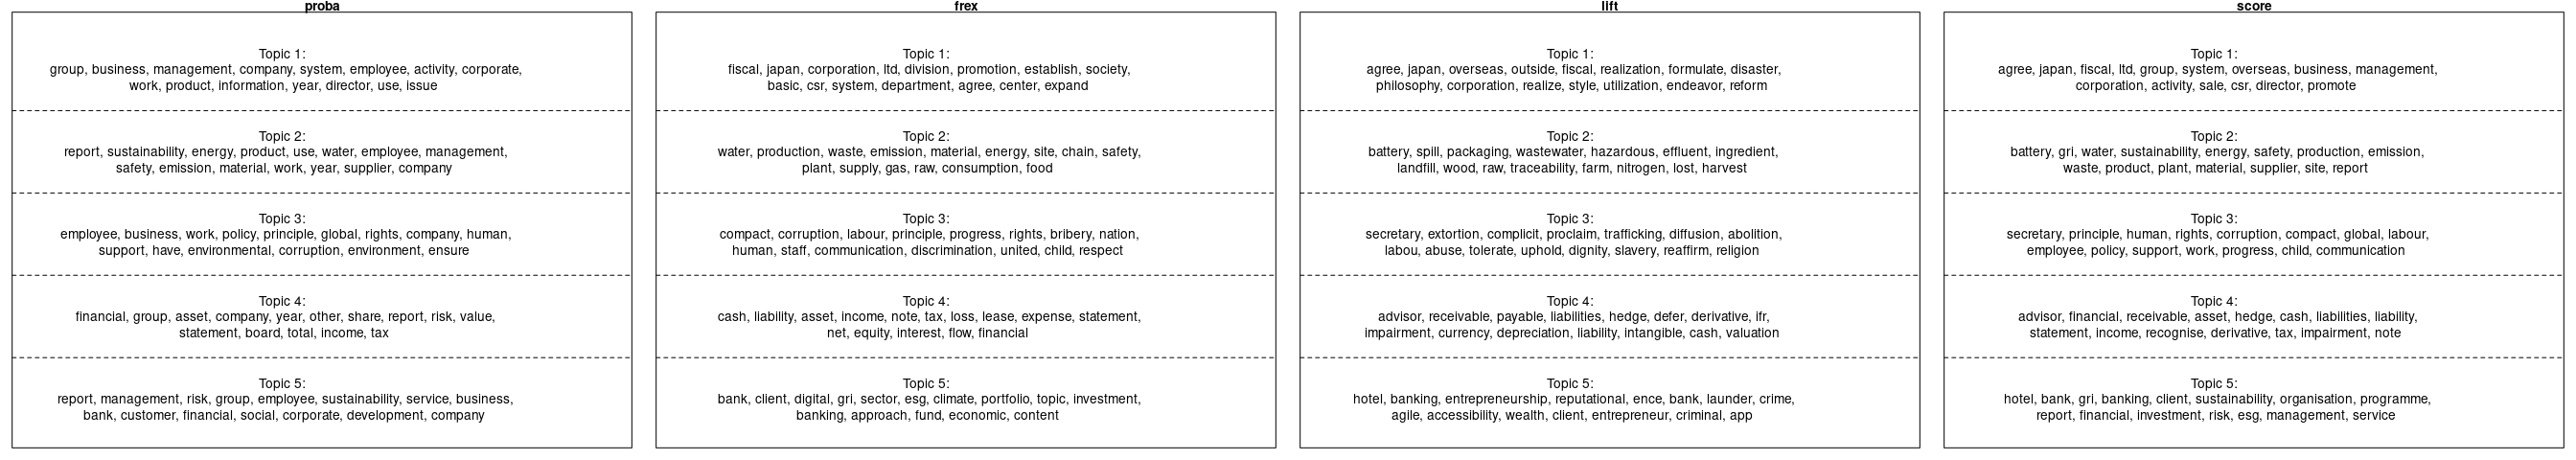 proba
Topic 1:
group, business, management, company, system, employee, activity, corporate,
work, product, information, year, director, use, issue
Topic 2:
report, sustainability, energy, product, use, water, employee, management,
safety, emission, material, work, year, supplier, company
Topic 3:
employee, business, work, policy, principle, global, rights, company, human,
support, have, environmental, corruption, environment, ensure
Topic 4:
financial, group, asset, company, year, other, share, report, risk, value,
statement, board, total, income, tax
Topic 5:
report, management, risk, group, employee, sustainability, service, business,
bank, customer, financial, social, corporate, development, company
frex
Topic 1:
fiscal, japan, corporation, ltd, division, promotion, establish, society,
basic, csr, system, department, agree, center, expand
Topic 2:
water, production, waste, emission, material, energy, site, chain, safety,
plant, supply, gas, raw, consumption, food
Topic 3:
compact, corruption, labour, principle, progress, rights, bribery, nation,
human, staff, communication, discrimination, united, child, respect
Topic 4:
cash, liability, asset, income, note, tax, loss, lease, expense, statement,
net, equity, interest, flow, financial
Topic 5:
bank, client, digital, gri, sector, esg, climate, portfolio, topic, investment,
banking, approach, fund, economic, content
lift
Topic 1:
agree, japan, overseas, outside, fiscal, realization, formulate, disaster,
philosophy, corporation, realize, style, utilization, endeavor, reform
Topic 2:
battery, spill, packaging, wastewater, hazardous, effluent, ingredient,
landfill, wood, raw, traceability, farm, nitrogen, lost, harvest
Topic 3:
secretary, extortion, complicit, proclaim, trafficking, diffusion, abolition,
labou, abuse, tolerate, uphold, dignity, slavery, reaffirm, religion
Topic 4:
advisor, receivable, payable, liabilities, hedge, defer, derivative, ifr,
impairment, currency, depreciation, liability, intangible, cash, valuation
Topic 5:
hotel, banking, entrepreneurship, reputational, ence, bank, launder, crime,
agile, accessibility, wealth, client, entrepreneur, criminal, app
score
Topic 1:
agree, japan, fiscal, ltd, group, system, overseas, business, management,
corporation, activity, sale, csr, director, promote
Topic 2:
battery, gri, water, sustainability, energy, safety, production, emission,
waste, product, plant, material, supplier, site, report
Topic 3:
secretary, principle, human, rights, corruption, compact, global, labour,
employee, policy, support, work, progress, child, communication
Topic 4:
advisor, financial, receivable, asset, hedge, cash, liabilities, liability,
statement, income, recognise, derivative, tax, impairment, note
Topic 5:
hotel, bank, gri, banking, client, sustainability, organisation, programme,
report, financial, investment, risk, esg, management, service